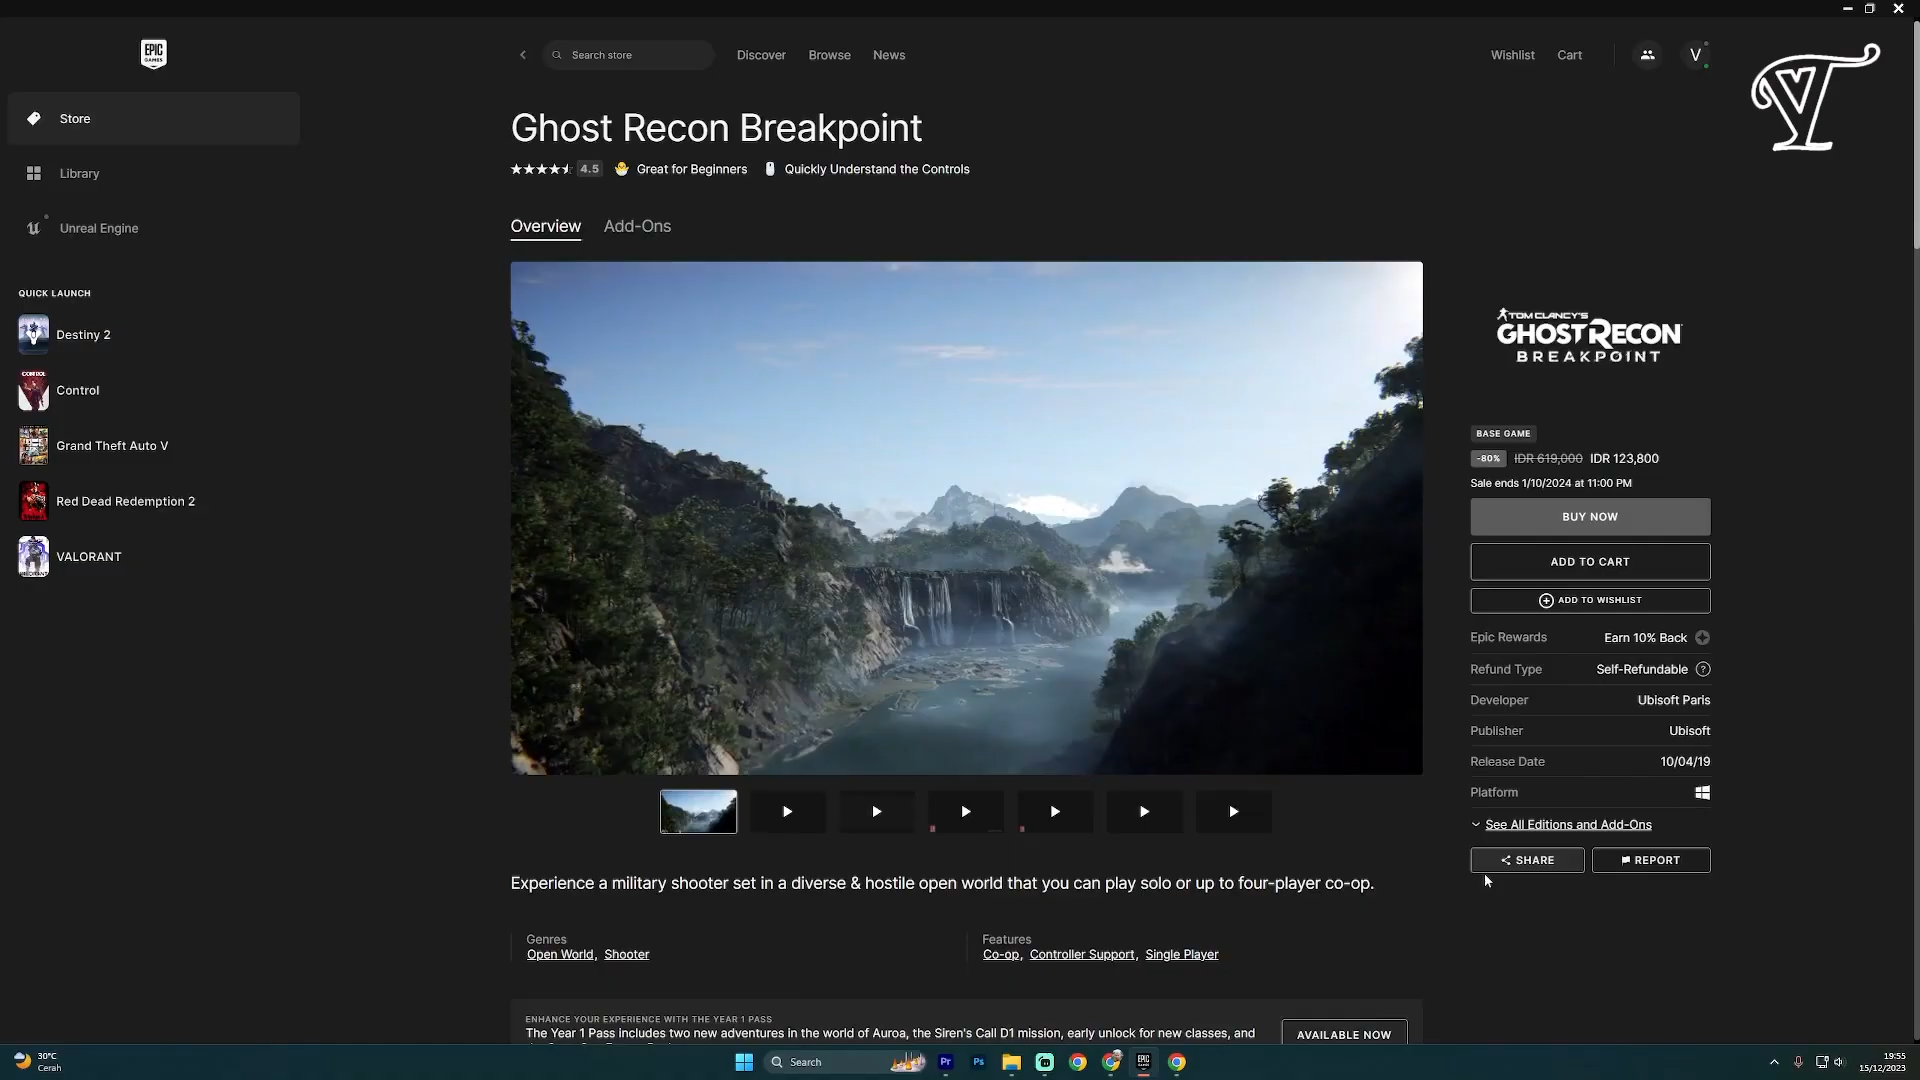 EPIC
GAMES
Search store
Discover
Browse
News
Wishlist
Cart
V
Store
Library
Unreal Engine
QUICK LAUNCH
Destiny 2
Control
Grand Theft Auto V
Red Dead Redemption 2
VALORANT
Ghost Recon Breakpoint
4.5
Great for Beginners
Quickly Understand the Controls
Overview
Add-Ons
TOM CLANCY'S
GHOST RECON
BREAKPOINT
BASE GAME
-80% IDR 619,000 IDR 123,800
Sale ends 1/10/2024 at 11:00 PM
BUY NOW
ADD TO CART
ADD TO WISHLIST
Epic Rewards Earn 10% Back
Refund Type Self-Refundable
Developer Ubisoft Paris
Publisher Ubisoft
Release Date 10/04/19
Platform
See All Editions and Add-Ons
SHARE
REPORT
Experience a military shooter set in a diverse & hostile open world that you can play solo or up to four-player co-op.
Genres
Open World, Shooter
Features
Co-op, Controller Support, Single Player
ENHANCE YOUR EXPERIENCE WITH THE YEAR 1 PASS
The Year 1 Pass includes two new adventures in the world of Auroa, the Siren's Call D1 mission, early unlock for new classes, and
AVAILABLE NOW
30°C
Cerah
Search
Pr
Ps
EPIC
19:55
15/12/2023